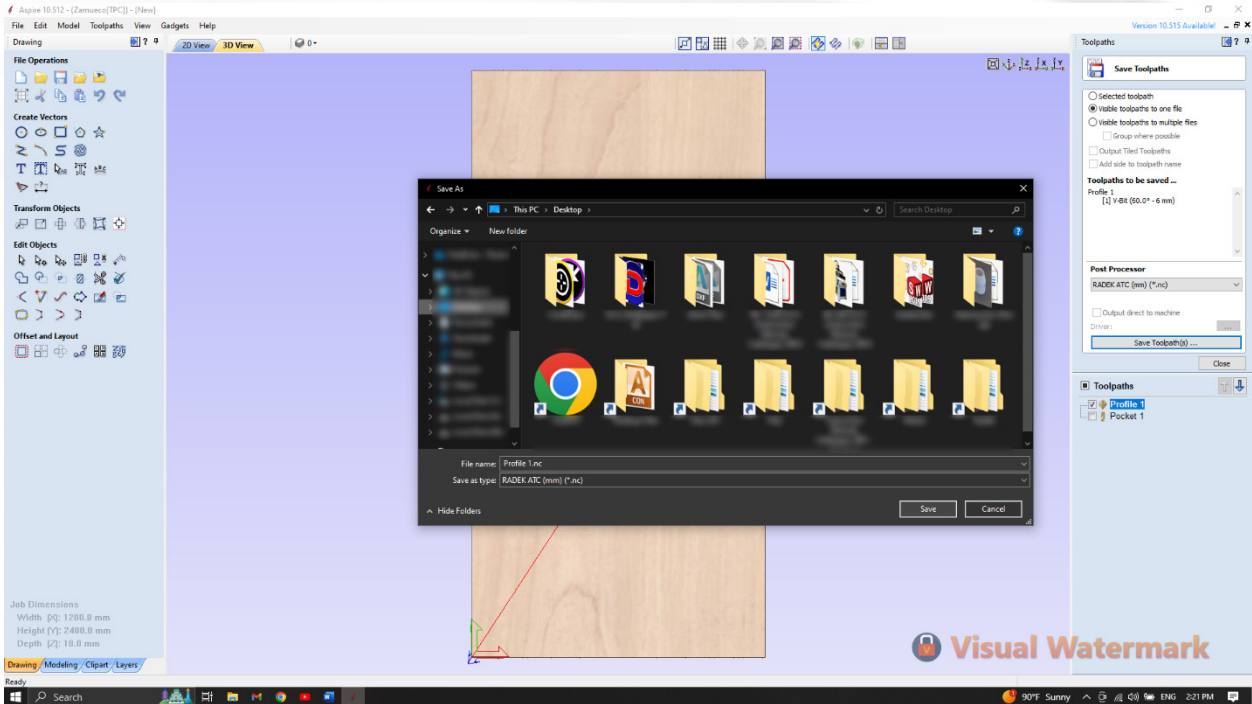 Aspire 10.512 - {Zamueco[TPC]} - [New]
File Edit Model Toolpaths View Gadgets Help
Version 10.515 Available!
Drawing
2D View 3D View
0
Toolpaths
File Operations
Create Vectors
Transform Objects
Edit Objects
Offset and Layout
Job Dimensions
Width [X]: 1200.0 mm
Height [Y]: 2400.0 mm
Depth [Z]: 18.0 mm
Drawing Modeling Clipart Layers
Ready
Save As
This PC > Desktop >
Search Desktop
Organize New folder
File name: Profile 1.nc
Save as type: RADEK ATC (mm) (*.nc)
Hide Folders
Save Cancel
Save Toolpaths
Selected toolpath
Visible toolpaths to one file
Visible toolpaths to multiple files
Group where possible
Output Tiled Toolpaths
Add side to toolpath name
Toolpaths to be saved ...
Profile 1
[1] V-Bit (60.0° - 6 mm)
Post Processor
RADEK ATC (mm) (*.nc)
Output direct to machine
Driver: ...
Save Toolpath(s) ...
Close
Toolpaths
Profile 1
Pocket 1
Visual Watermark
Search
90°F Sunny ENG 2:21 PM